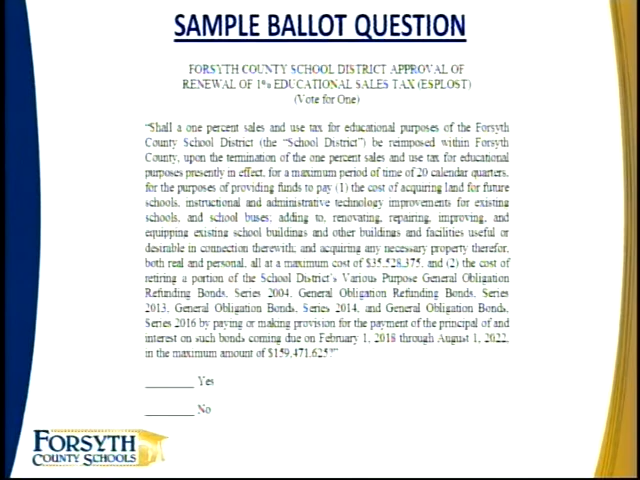 SAMPLE BALLOT QUESTION
FORSYTH COUNTY SCHOOL DISTRICT APPROVAL OF
RENEWAL OF 1% EDUCATIONAL SALES TAX (ESPLOST)
(Vote for One)
"Shall a one percent sales and use tax for educational purposes of the Forsyth
County School District (the "School District") be reimposed within Forsyth
County, upon the termination of the one percent sales and use tax for educational
purposes presently in effect, for a maximum period of time of 20 calendar quarters,
for the purposes of providing funds to pay (1) the cost of acquiring land for future
schools, instructional and administrative technology improvements for existing
schools, and school buses; adding to, renovating, repairing, improving, and
equipping existing school buildings and other buildings and facilities useful or
desirable in connection therewith; and acquiring any necessary property therefor,
both real and personal, all at a maximum cost of $35,528,375, and (2) the cost of
retiring a portion of the School District's Various Purpose General Obligation
Refunding Bonds, Series 2004, General Obligation Refunding Bonds, Series
2013, General Obligation Bonds, Series 2014, and General Obligation Bonds,
Series 2016 by paying or making provision for the payment of the principal of and
interest on such bonds coming due on February 1, 2018 through August 1, 2022,
in the maximum amount of $159,471,625?"
________ Yes
________ No
FORSYTH
COUNTY SCHOOLS